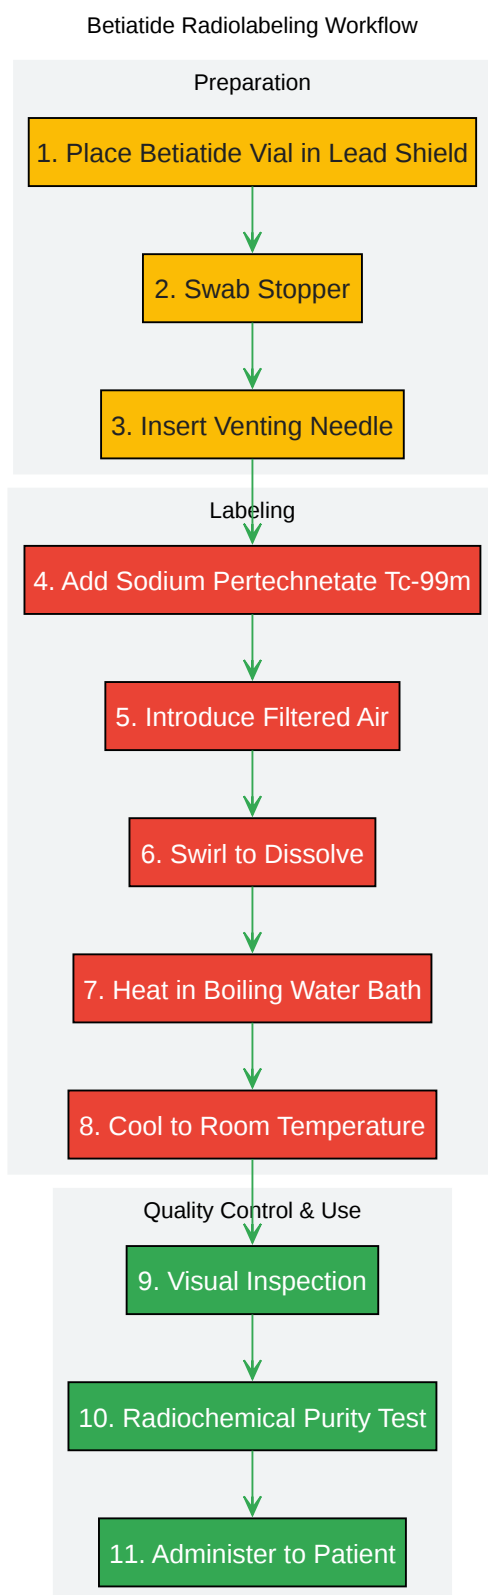 Betiatide Radiolabeling Workflow
Preparation
1. Place Betiatide Vial in Lead Shield
2. Swab Stopper
3. Insert Venting Needle
Labeling
4. Add Sodium Pertechnetate Tc-99m
5. Introduce Filtered Air
6. Swirl to Dissolve
7. Heat in Boiling Water Bath
8. Cool to Room Temperature
Quality Control & Use
9. Visual Inspection
10. Radiochemical Purity Test
11. Administer to Patient